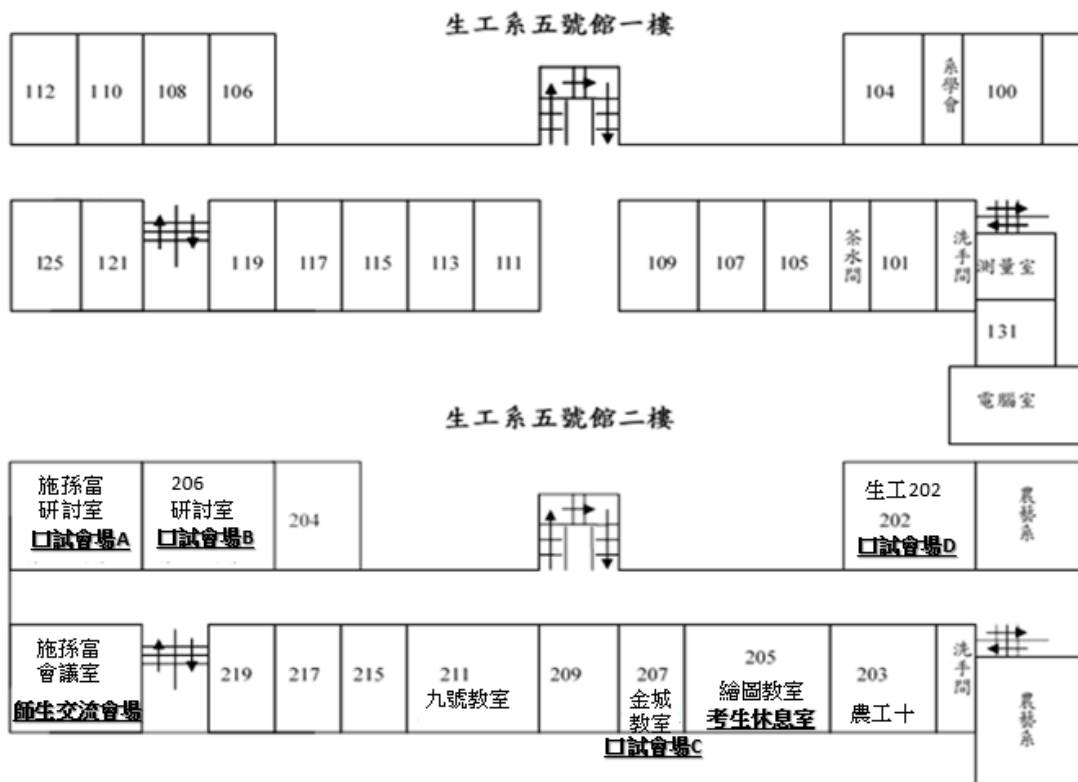 生工系五號館一樓
112
110
108
106
104
系學會
100
125
121
119
117
115
113
111
109
107
105
茶水間
101
洗手間
測量室
131
電腦室
生工系五號館二樓
施孫富
研討室
口試會場A
206
研討室
口試會場B
204
生工202
202
口試會場D
農藝系
施孫富
會議室
師生交流會場
219
217
215
211
九號教室
209
207
金城
教室
口試會場C
205
繪圖教室
考生休息室
203
農工十
洗手間
農藝系